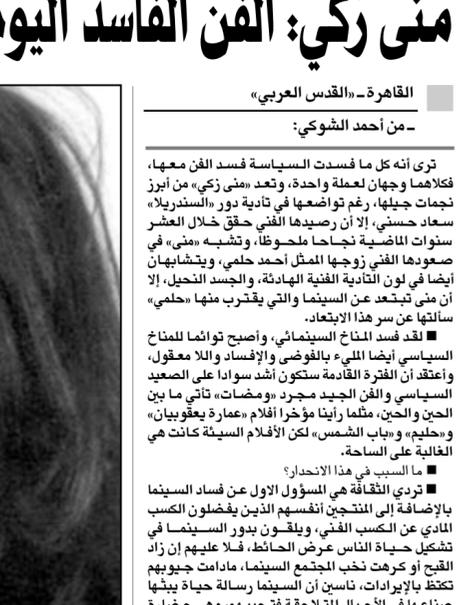 منى زكي: الفن الفاسد اليو
القاهرة ـ «القدس العربي»
ـ من أحمد الشوكي:
ترى أنه كل ما فسدت السياسة فسد الفن معها،
فكلاهما وجهان لعملة واحدة، وتعد «منى زكي» من أبرز
نجمات جيلها، رغم تواضعها في تأدية دور «السندريلا»
سعاد حسني، إلا أن رصيدها الفني حقق خلال العشر
سنوات الماضية نجاحا ملحوظا، وتشبه «منى» في
صعودها الفني زوجها الممثل أحمد حلمي، ويتشابهان
أيضا في لون التأدية الفنية الهادئة، والجسد النحيل، إلا
أن منى تبتعد عن السينما والتي يقترب منها «حلمي»
سألتها عن سر هذا الابتعاد.
■ لقد فسد المناخ السينمائي، وأصبح توائما للمناخ
السياسي أيضا المليء بالفوضى والإفساد واللا معقول،
وأعتقد أن الفترة القادمة ستكون أشد سوادا على الصعيد
السياسي والفن الجيد مجرد «ومضات» تأتي ما بين
الحين والحين، مثلما رأينا مؤخرا أفلام «عمارة يعقوبيان»
و«حليم» و«باب الشمس» لكن الأفلام السيئة كانت هي
الغالبة على الساحة.
■ ما السبب في هذا الانحدار؟
■ تردي الثقافة هي المسؤول الاول عن فساد السينما
بالإضافة إلى المنتجين أنفسهم الذين يفضلون الكسب
المادي عن الكسب الفني، ويلقون بدور السينما في
تشكيل حياة الناس عرض الحائط، فلا عليهم إن زاد
القبح أو كرهت نخب المجتمع السينما، مادامت جيوبهم
تكتظ بالإيرادات، ناسين أن السينما رسالة حياة يبثها